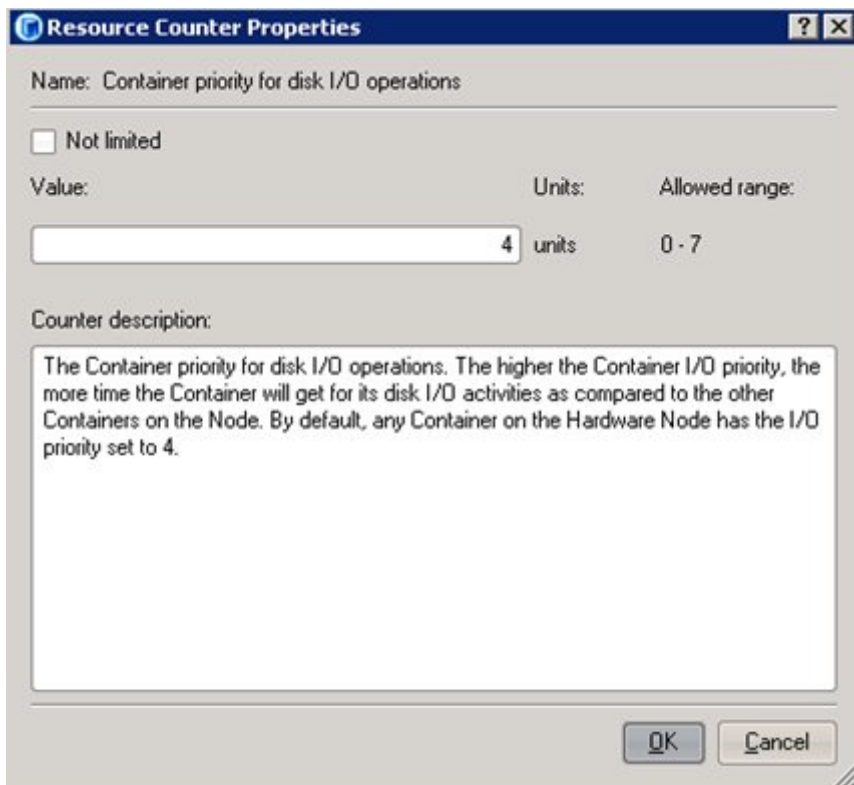 Resource Counter Properties
Name: Container priority for disk I/O operations
Not limited
Value: Units: Allowed range:
4 units 0 - 7
Counter description:
The Container priority for disk I/O operations. The higher the Container I/O priority, the
more time the Container will get for its disk I/O activities as compared to the other
Containers on the Node. By default, any Container on the Hardware Node has the I/O
priority set to 4.
OK Cancel